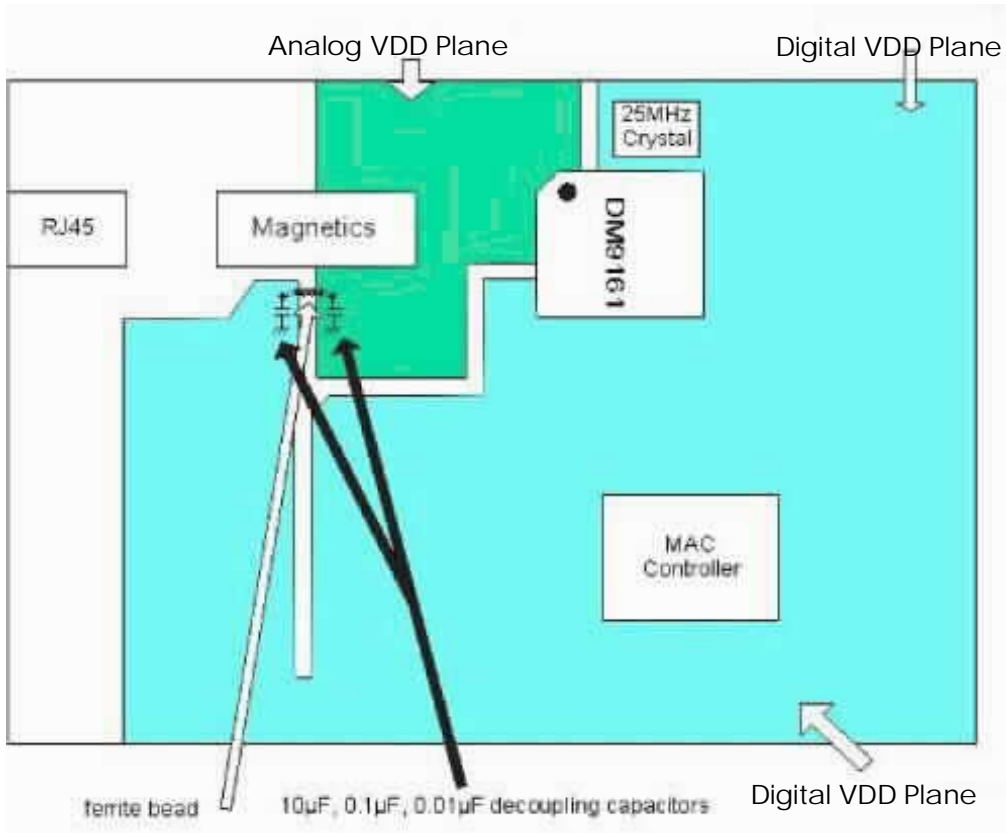 Analog VDD Plane
Digital VDD Plane
25MHz
Crystal
RJ45
Magnetics
DM9161
MAC
Controller
ferrite bead
10µF, 0.1µF, 0.01µF decoupling capacitors
Digital VDD Plane